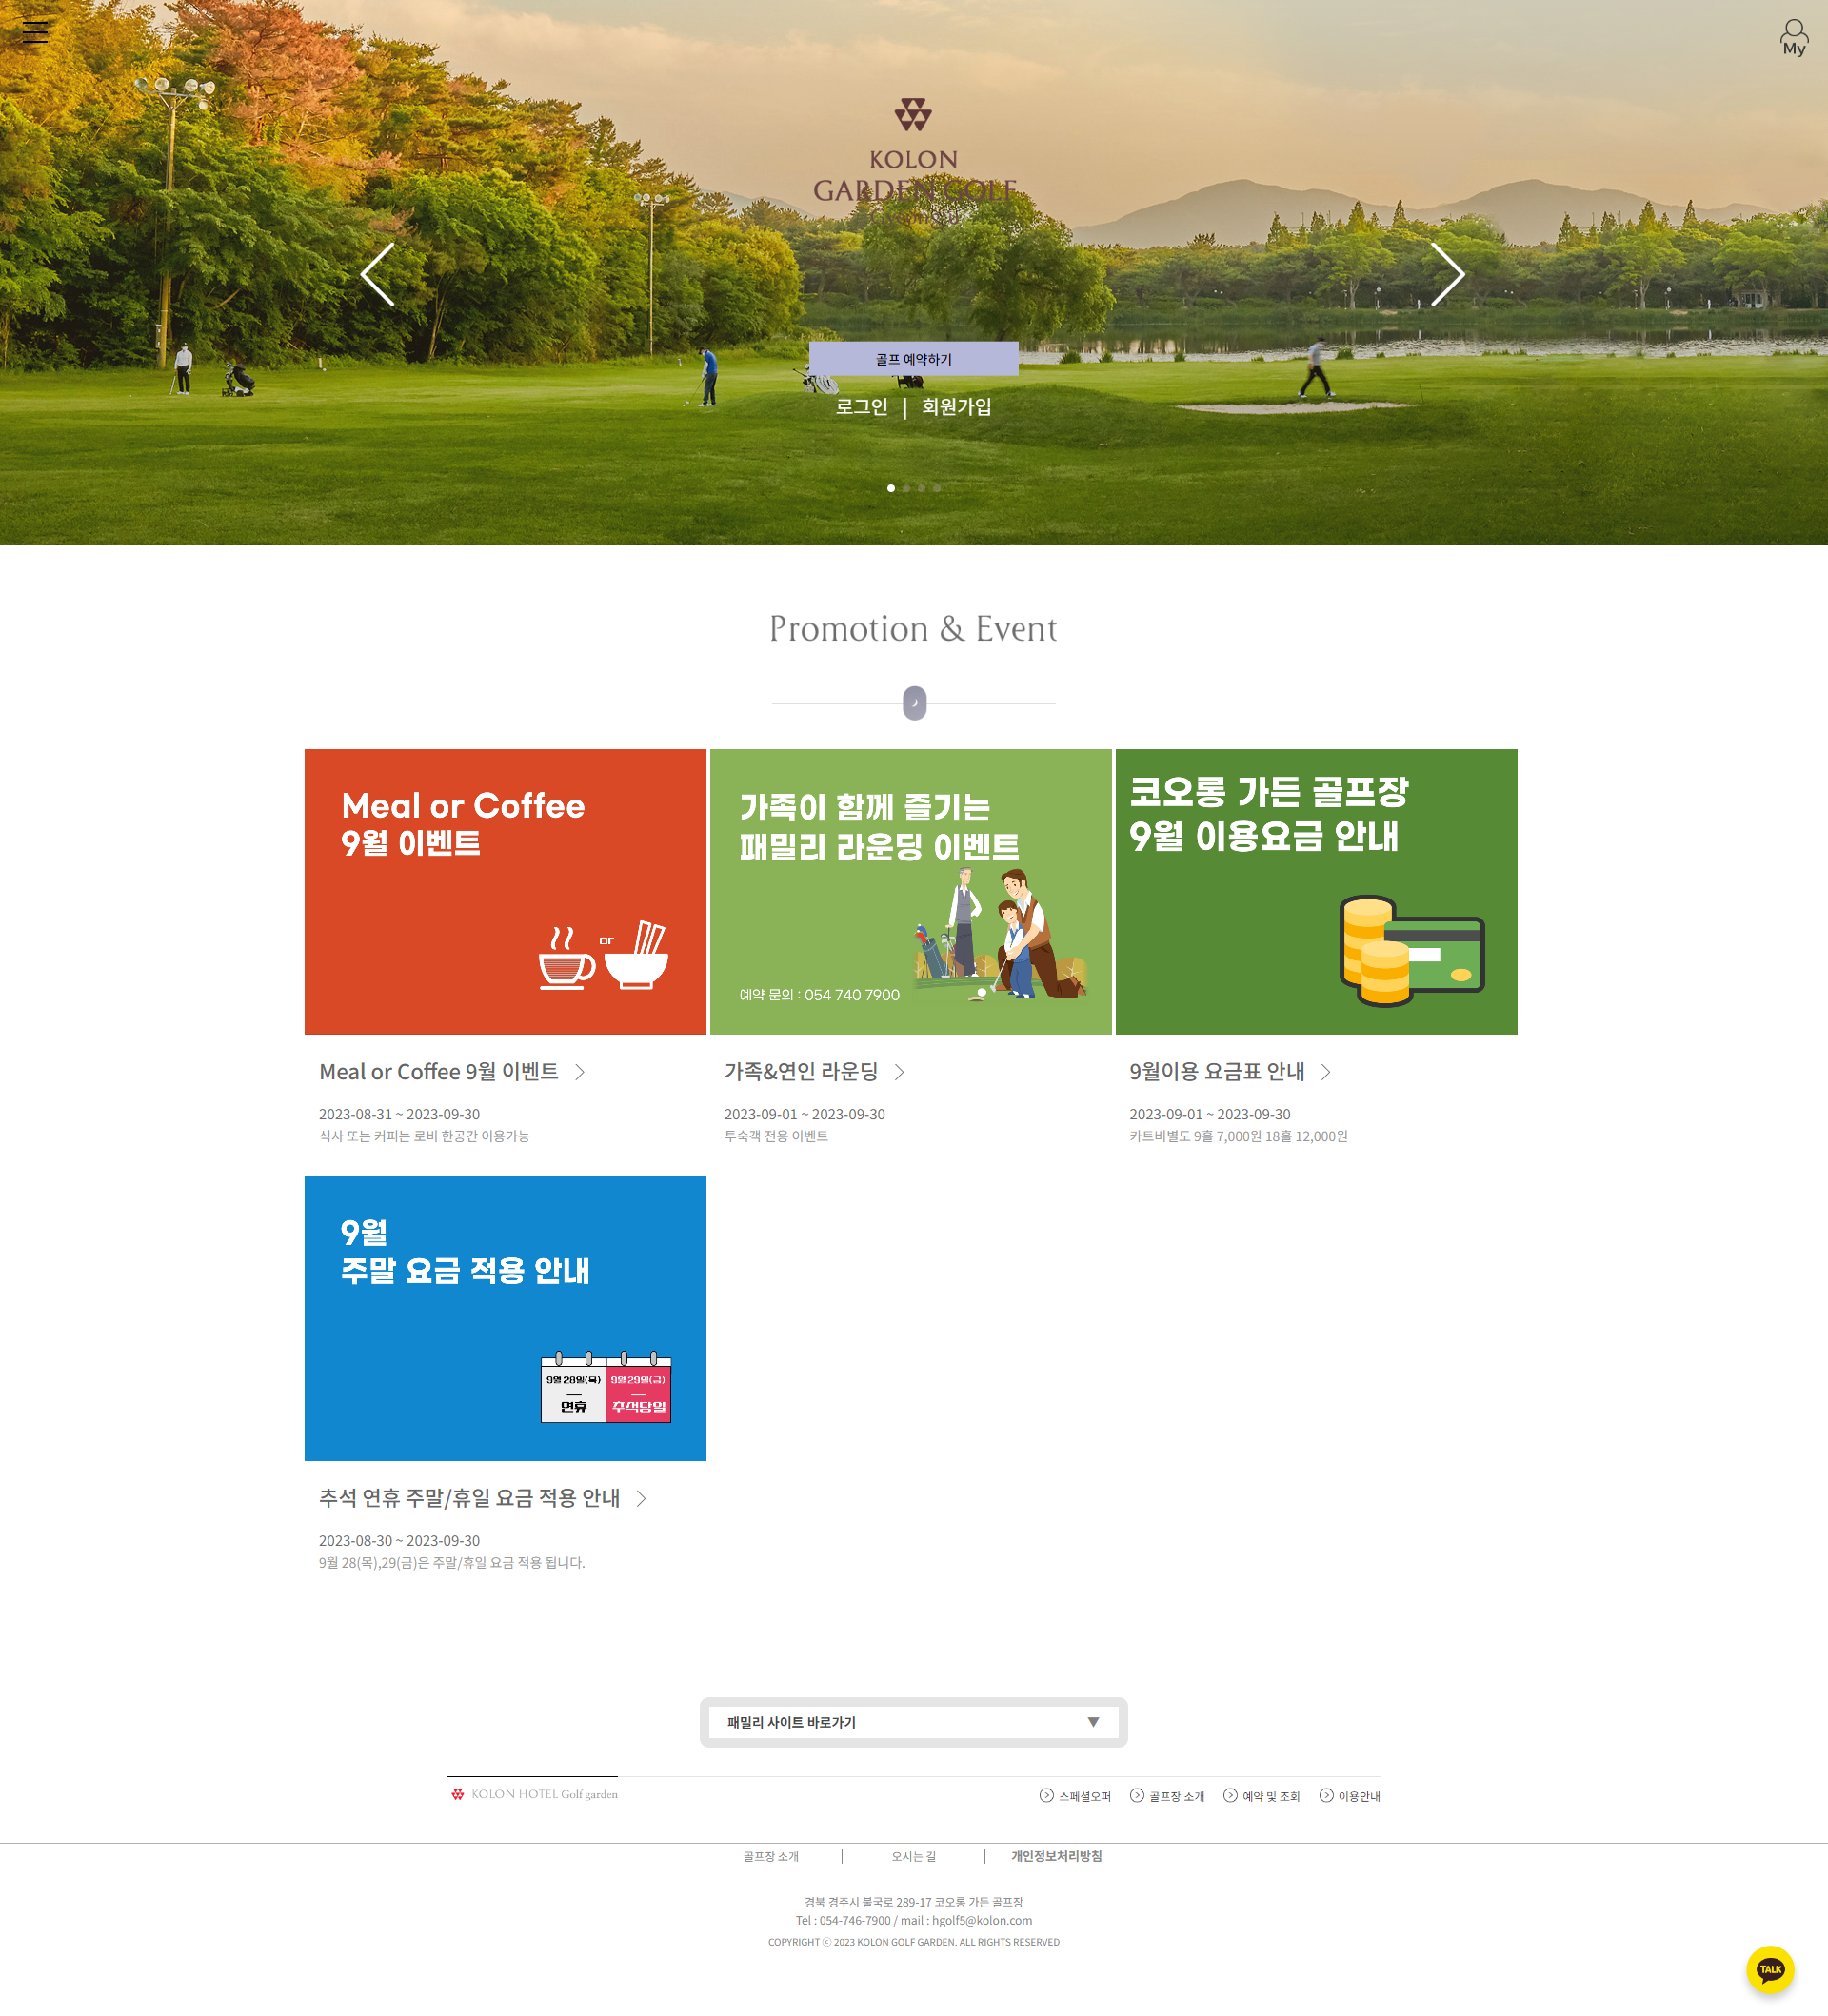 My
KOLON
GARDEN GOLF
골프 예약하기
로그인 | 회원가입
Promotion & Event
Meal or Coffee
9월 이벤트
or
가족이 함께 즐기는
패밀리 라운딩 이벤트
예약 문의 : 054 740 7900
코오롱 가든 골프장
9월 이용요금 안내
Meal or Coffee 9월 이벤트
2023-08-31 ~ 2023-09-30
식사 또는 커피는 로비 한공간 이용가능
가족&연인 라운딩
2023-09-01 ~ 2023-09-30
투숙객 전용 이벤트
9월이용 요금표 안내
2023-09-01 ~ 2023-09-30
카트비별도 9홀 7,000원 18홀 12,000원
9월
주말 요금 적용 안내
9월 28일(목)
연휴
9월 29일(금)
추석당일
추석 연휴 주말/휴일 요금 적용 안내
2023-08-30 ~ 2023-09-30
9월 28(목),29(금)은 주말/휴일 요금 적용 됩니다.
패밀리 사이트 바로가기
KOLON HOTEL Golf garden
스페셜오퍼
골프장 소개
예약 및 조회
이용안내
골프장 소개
오시는 길
개인정보처리방침
경북 경주시 불국로 289-17 코오롱 가든 골프장
Tel : 054-746-7900 / mail : hgolf5@kolon.com
COPYRIGHT ⓒ 2023 KOLON GOLF GARDEN. ALL RIGHTS RESERVED
TALK